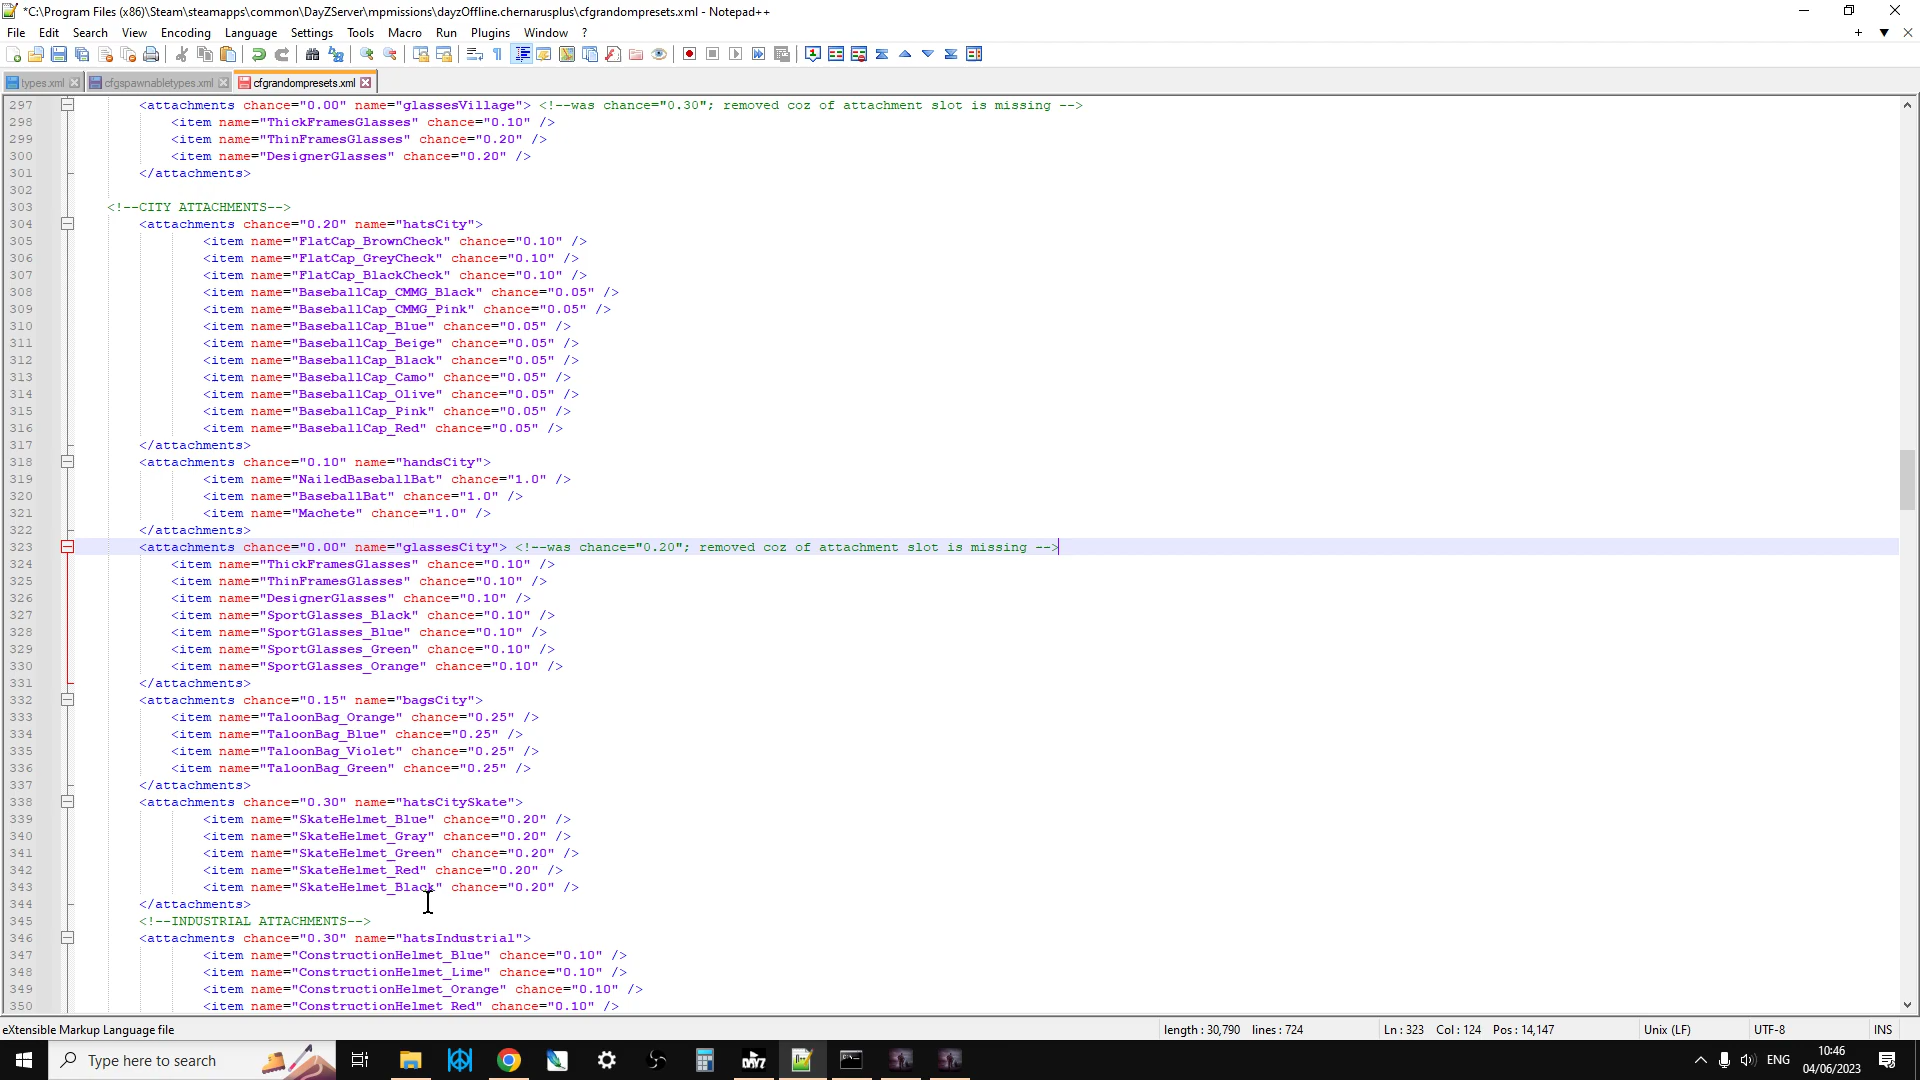 *C:\Program Files (x86)\Steam\steamapps\common\DayZServer\mpmissions\dayzOffline.chernarusplus\cfgrandompresets.xml - Notepad++
File Edit Search View Encoding Language Settings Tools Macro Run Plugins Window ?
types.xml cfgspawnabletypes.xml cfgrandompresets.xml
297 <attachments chance="0.00" name="glassesVillage"> <!--was chance="0.30"; removed coz of attachment slot is missing -->
298 <item name="ThickFramesGlasses" chance="0.10" />
299 <item name="ThinFramesGlasses" chance="0.20" />
300 <item name="DesignerGlasses" chance="0.20" />
301 </attachments>
302
303 <!--CITY ATTACHMENTS-->
304 <attachments chance="0.20" name="hatsCity">
305 <item name="FlatCap_BrownCheck" chance="0.10" />
306 <item name="FlatCap_GreyCheck" chance="0.10" />
307 <item name="FlatCap_BlackCheck" chance="0.10" />
308 <item name="BaseballCap_CMMG_Black" chance="0.05" />
309 <item name="BaseballCap_CMMG_Pink" chance="0.05" />
310 <item name="BaseballCap_Blue" chance="0.05" />
311 <item name="BaseballCap_Beige" chance="0.05" />
312 <item name="BaseballCap_Black" chance="0.05" />
313 <item name="BaseballCap_Camo" chance="0.05" />
314 <item name="BaseballCap_Olive" chance="0.05" />
315 <item name="BaseballCap_Pink" chance="0.05" />
316 <item name="BaseballCap_Red" chance="0.05" />
317 </attachments>
318 <attachments chance="0.10" name="handsCity">
319 <item name="NailedBaseballBat" chance="1.0" />
320 <item name="BaseballBat" chance="1.0" />
321 <item name="Machete" chance="1.0" />
322 </attachments>
323 <attachments chance="0.00" name="glassesCity"> <!--was chance="0.20"; removed coz of attachment slot is missing -->
324 <item name="ThickFramesGlasses" chance="0.10" />
325 <item name="ThinFramesGlasses" chance="0.10" />
326 <item name="DesignerGlasses" chance="0.10" />
327 <item name="SportGlasses_Black" chance="0.10" />
328 <item name="SportGlasses_Blue" chance="0.10" />
329 <item name="SportGlasses_Green" chance="0.10" />
330 <item name="SportGlasses_Orange" chance="0.10" />
331 </attachments>
332 <attachments chance="0.15" name="bagsCity">
333 <item name="TaloonBag_Orange" chance="0.25" />
334 <item name="TaloonBag_Blue" chance="0.25" />
335 <item name="TaloonBag_Violet" chance="0.25" />
336 <item name="TaloonBag_Green" chance="0.25" />
337 </attachments>
338 <attachments chance="0.30" name="hatsCitySkate">
339 <item name="SkateHelmet_Blue" chance="0.20" />
340 <item name="SkateHelmet_Gray" chance="0.20" />
341 <item name="SkateHelmet_Green" chance="0.20" />
342 <item name="SkateHelmet_Red" chance="0.20" />
343 <item name="SkateHelmet_Black" chance="0.20" />
344 </attachments>
345 <!--INDUSTRIAL ATTACHMENTS-->
346 <attachments chance="0.30" name="hatsIndustrial">
347 <item name="ConstructionHelmet_Blue" chance="0.10" />
348 <item name="ConstructionHelmet_Lime" chance="0.10" />
349 <item name="ConstructionHelmet_Orange" chance="0.10" />
350 <item name="ConstructionHelmet_Red" chance="0.10" />
eXtensible Markup Language file length : 30,790 lines : 724 Ln : 323 Col : 124 Pos : 14,147 Unix (LF) UTF-8 INS
Type here to search DAYZ ENG 10:46
04/06/2023